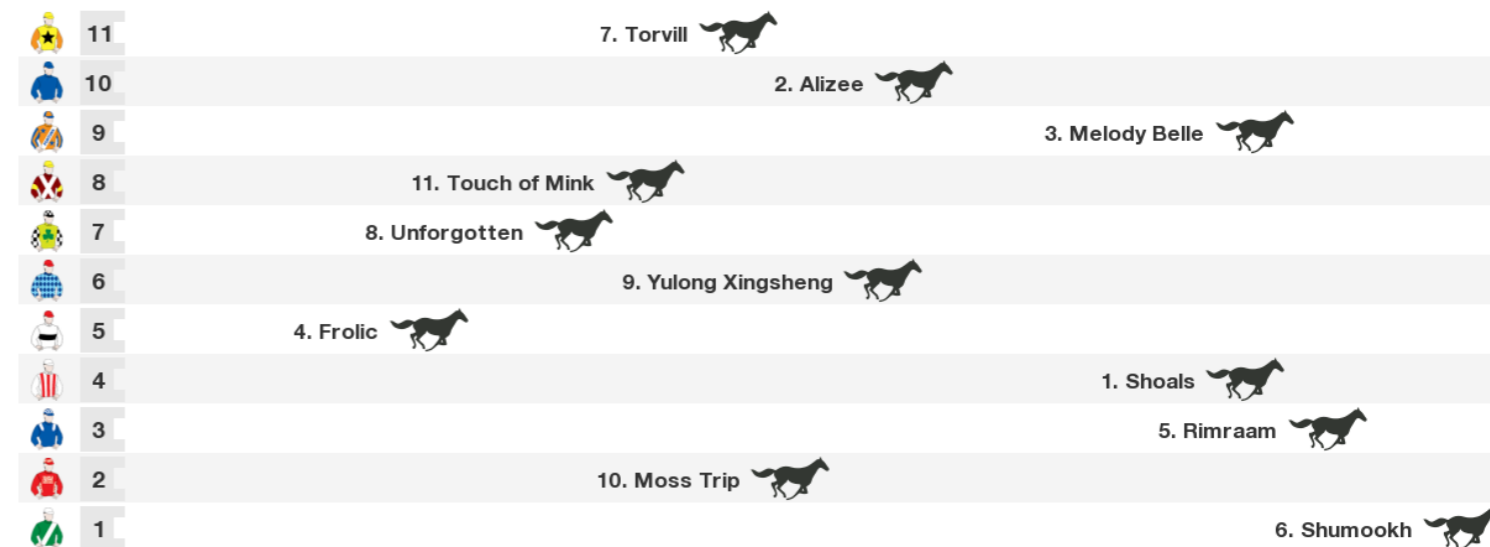 11 7. Torvill
10 2. Alizee
9 3. Melody Belle
8 11. Touch of Mink
7 8. Unforgotten
6 9. Yulong Xingsheng
5 4. Frolic
4 1. Shoals
3 5. Rimraam
2 10. Moss Trip
1 6. Shumookh